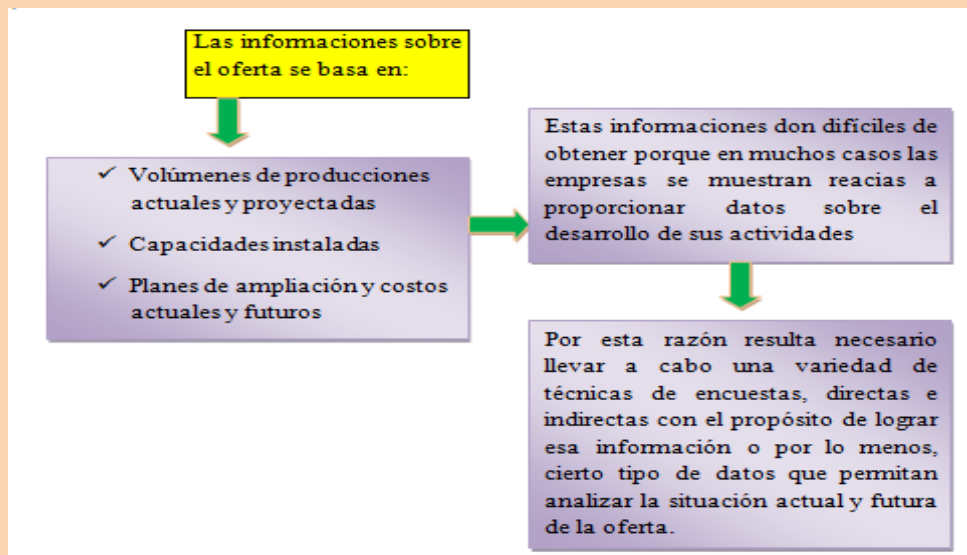 Las informaciones sobre
el oferta se basa en:
✓ Volúmenes de producciones
actuales y proyectadas
✓ Capacidades instaladas
✓ Planes de ampliación y costos
actuales y futuros
Estas informaciones don difíciles de
obtener porque en muchos casos las
empresas se muestran reacias a
proporcionar datos sobre el
desarrollo de sus actividades
Por esta razón resulta necesario
llevar a cabo una variedad de
técnicas de encuestas, directas e
indirectas con el propósito de lograr
esa información o por lo menos,
cierto tipo de datos que permitan
analizar la situación actual y futura
de la oferta.